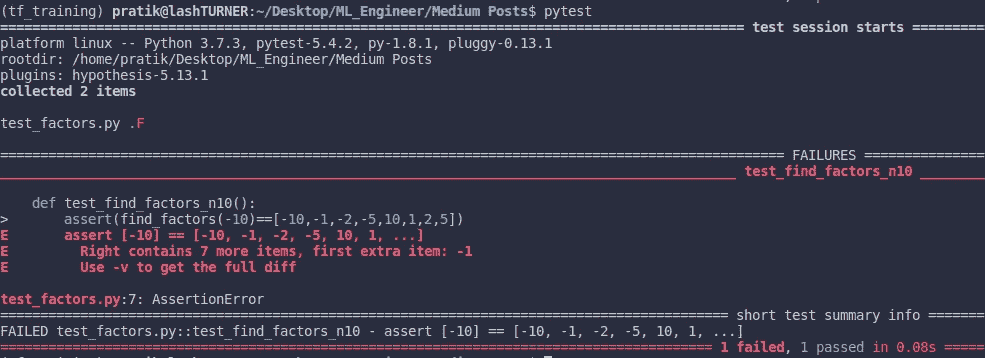 (tf_training) pratik@lashTURNER:~/Desktop/ML_Engineer/Medium Posts$ pytest
============================================================================================= test session starts =========
platform linux -- Python 3.7.3, pytest-5.4.2, py-1.8.1, pluggy-0.13.1
rootdir: /home/pratik/Desktop/ML_Engineer/Medium Posts
plugins: hypothesis-5.13.1
collected 2 items
test_factors.py .F
================================================================================================== FAILURES ================
____________________________________________________________________________________________ test_find_factors_n10 ________
def test_find_factors_n10():
> assert(find_factors(-10)==[-10,-1,-2,-5,10,1,2,5])
E assert [-10] == [-10, -1, -2, -5, 10, 1, ...]
E Right contains 7 more items, first extra item: -1
E Use -v to get the full diff
test_factors.py:7: AssertionError
=========================================================================================== short test summary info =======
FAILED test_factors.py::test_find_factors_n10 - assert [-10] == [-10, -1, -2, -5, 10, 1, ...]
========================================================================================= 1 failed, 1 passed in 0.08s =====